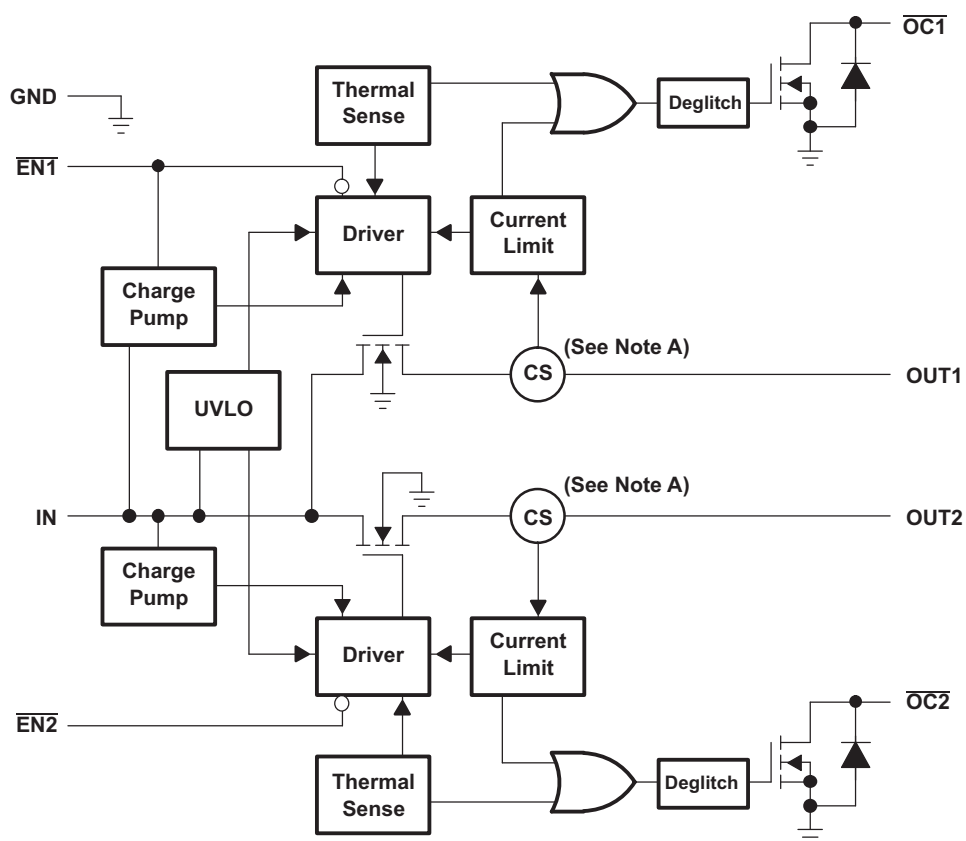 OC1
GND
Thermal
Sense
Deglitch
EN1
Driver
Current
Limit
Charge
Pump
(See Note A)
CS
OUT1
UVLO
(See Note A)
IN
CS
OUT2
Charge
Pump
Driver
Current
Limit
EN2
OC2
Thermal
Sense
Deglitch